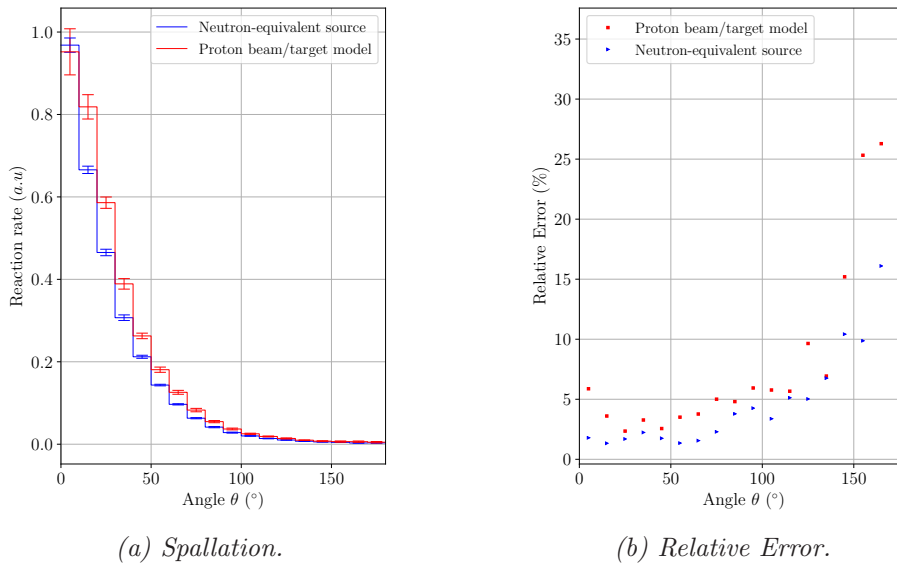 Neutron-equivalent source
Proton beam/target model
1.0
0.8
0.6
0.4
0.2
0.0
Reaction rate (a.u)
0
50
100
150
Angle θ (°)
(a) Spallation.
Proton beam/target model
Neutron-equivalent source
35
30
25
20
15
10
5
0
Relative Error (%)
0
50
100
150
Angle θ (°)
(b) Relative Error.